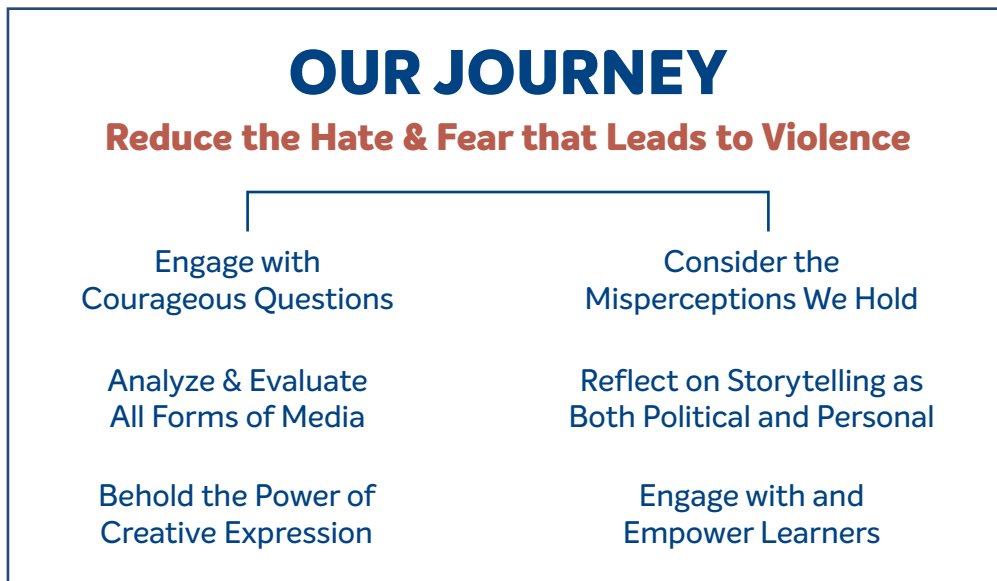 OUR JOURNEY
Reduce the Hate & Fear that Leads to Violence
Engage with
Courageous Questions
Analyze & Evaluate
All Forms of Media
Behold the Power of
Creative Expression
Consider the
Misperceptions We Hold
Reflect on Storytelling as
Both Political and Personal
Engage with and
Empower Learners